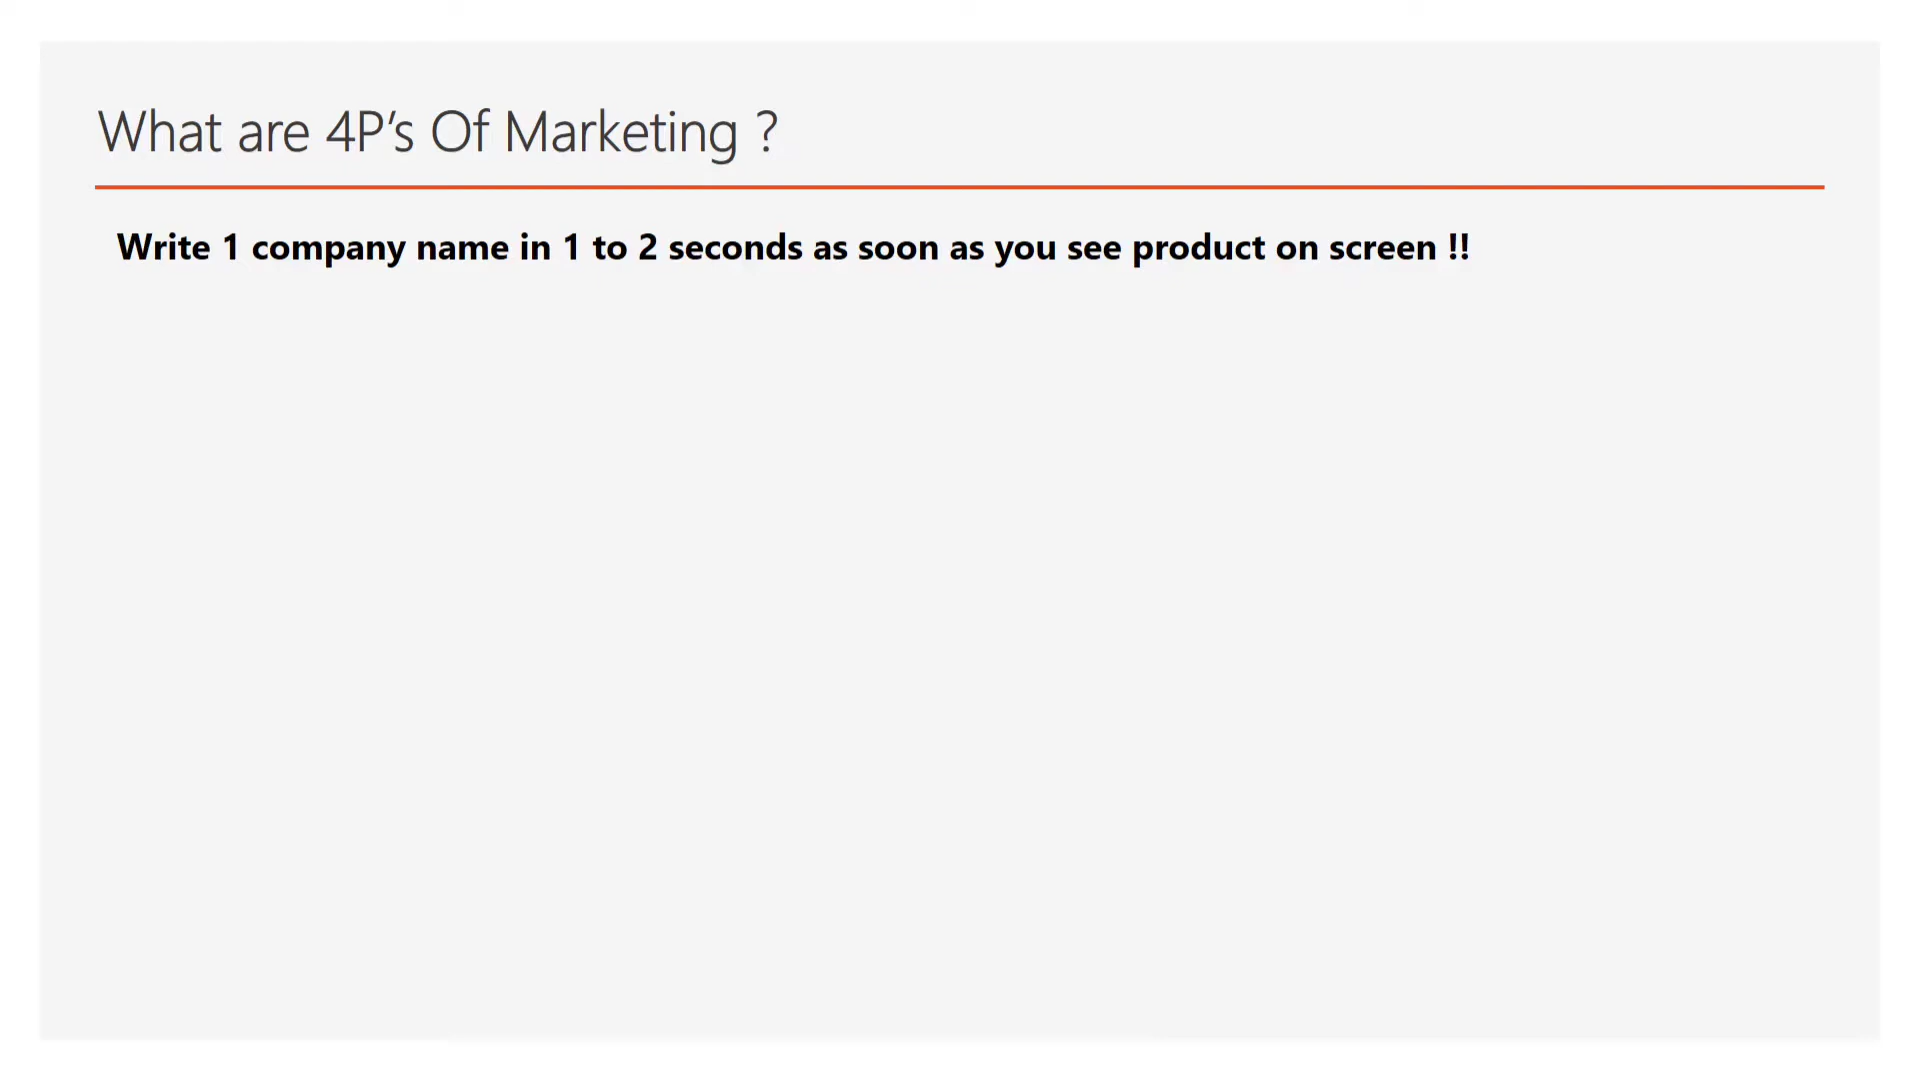 What are 4P’s Of Marketing ?
Write 1 company name in 1 to 2 seconds as soon as you see product on screen !!